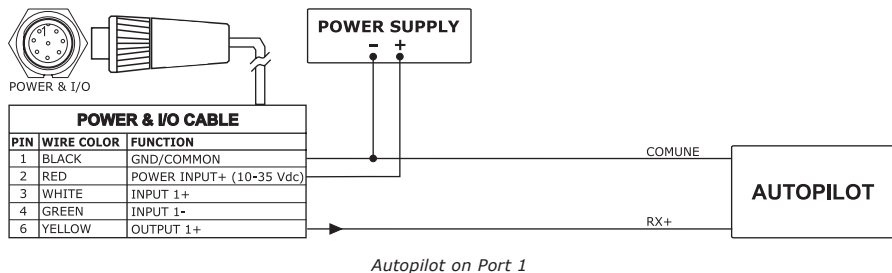 POWER SUPPLY
- +
1
POWER & I/O
POWER & I/O CABLE
PIN WIRE COLOR FUNCTION
1 BLACK GND/COMMON
2 RED POWER INPUT+ (10-35 Vdc)
3 WHITE INPUT 1+
4 GREEN INPUT 1-
6 YELLOW OUTPUT 1+
COMUNE
RX+
AUTOPILOT
Autopilot on Port 1